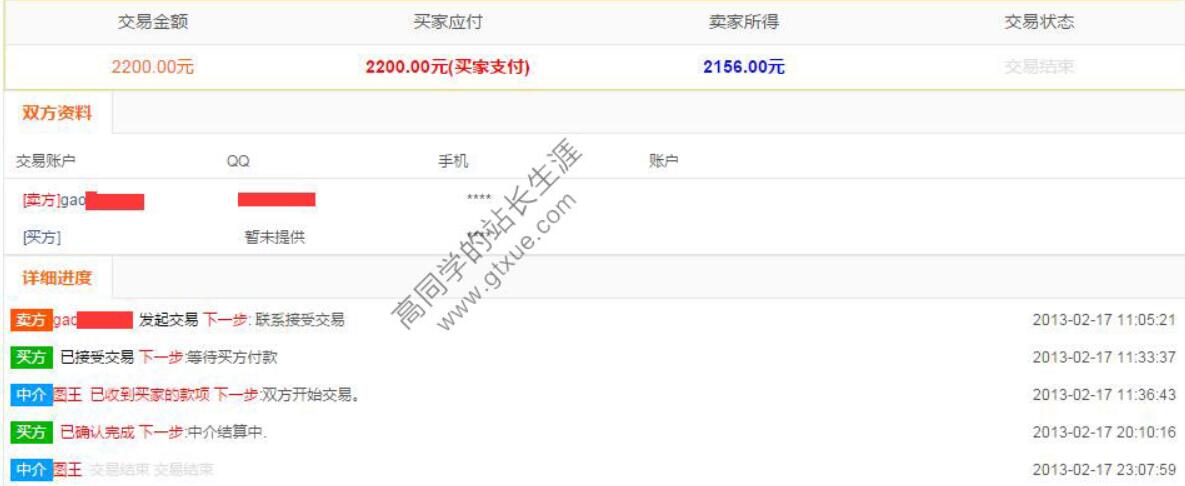 交易金额 买家应付 卖家所得 交易状态
2200.00元 2200.00元(买家支付) 2156.00元 交易结束
双方资料
交易账户 QQ 手机 账户
[卖方]gao ****
[买方] 暂未提供 ****
详细进度
卖方 gao 发起交易 下一步: 联系接受交易 2013-02-17 11:05:21
买方 已接受交易 下一步:等待买方付款 2013-02-17 11:33:37
中介 图王 已收到买家的款项 下一步:双方开始交易。 2013-02-17 11:36:43
买方 已确认完成 下一步:中介结算中. 2013-02-17 20:10:16
中介 图王 交易结束 交易结束 2013-02-17 23:07:59
高同学的站长生涯
www.gtxue.com